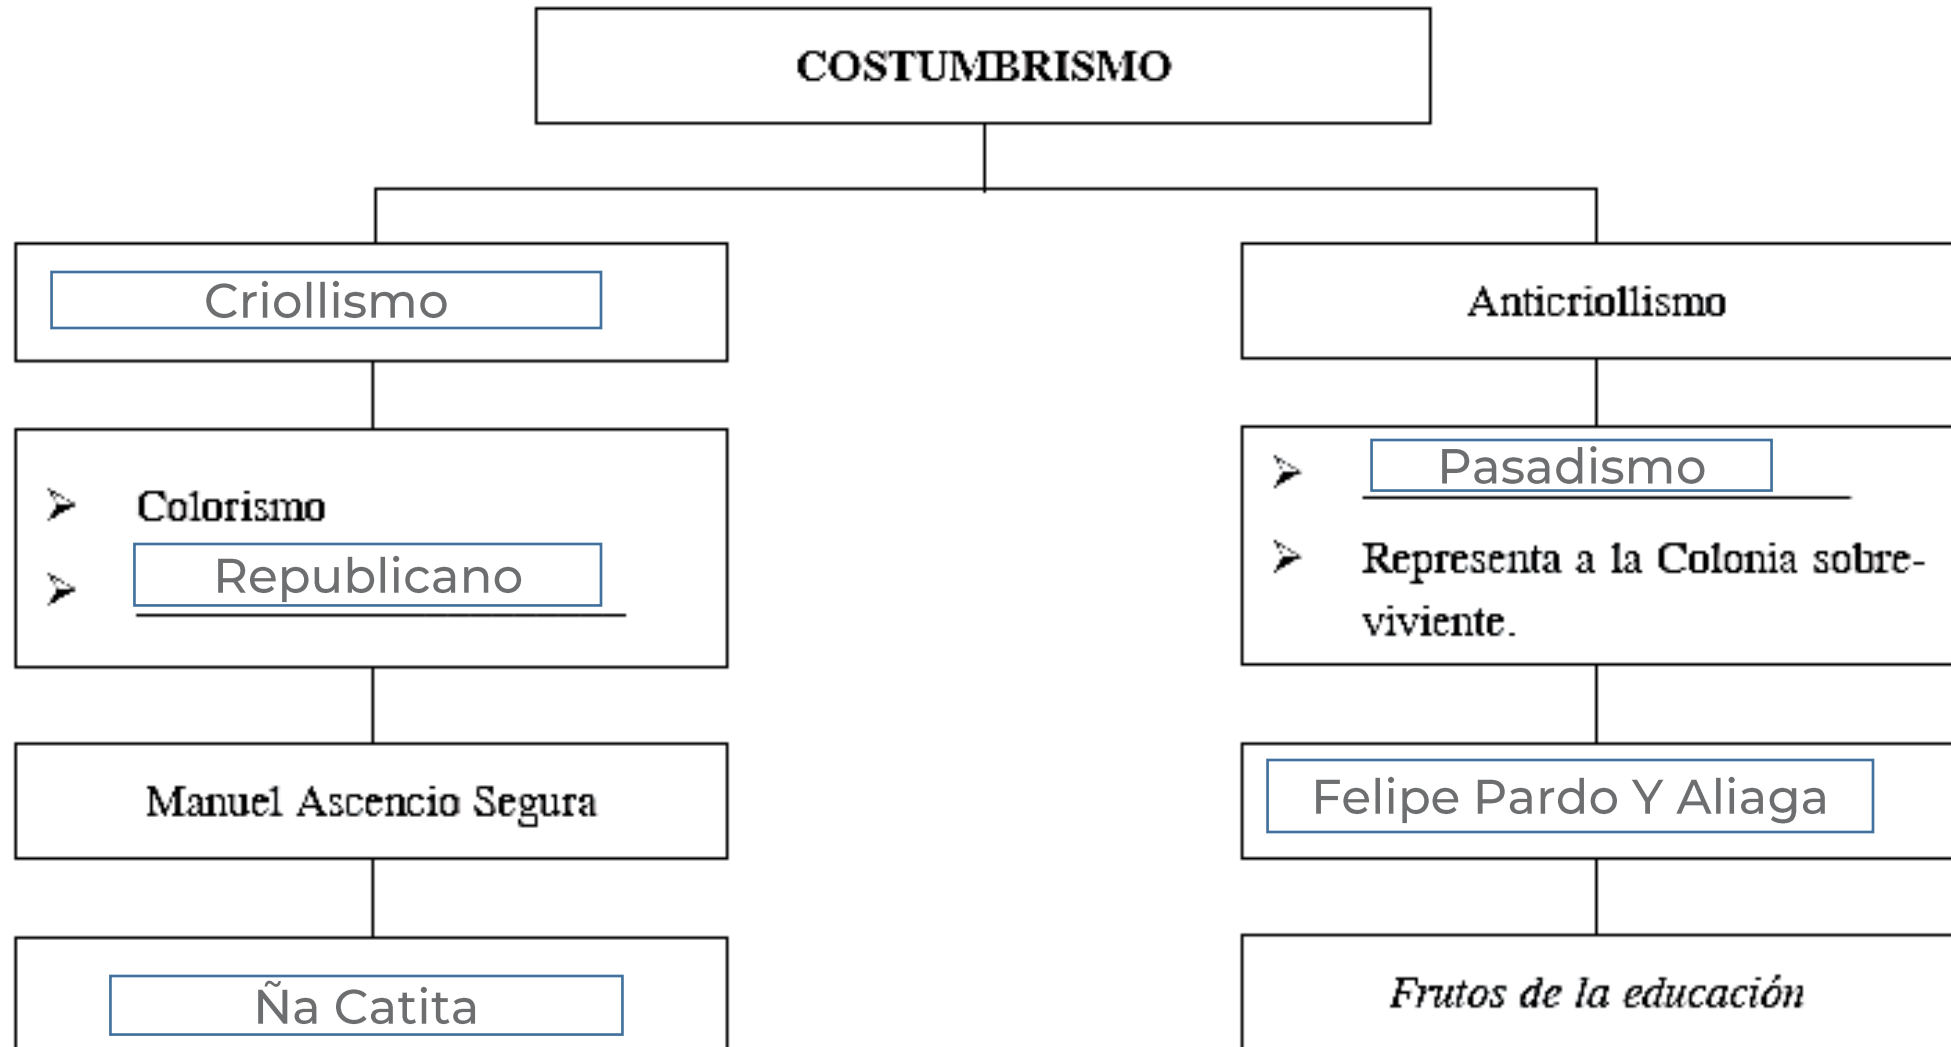 COSTUMBRISMO
Criollismo
Anticriollismo
Colorismo
Republicano
Pasadismo
Representa a la Colonia sobre-
viviente.
Manuel Ascencio Segura
Felipe Pardo Y Aliaga
Ña Catita
Frutos de la educación